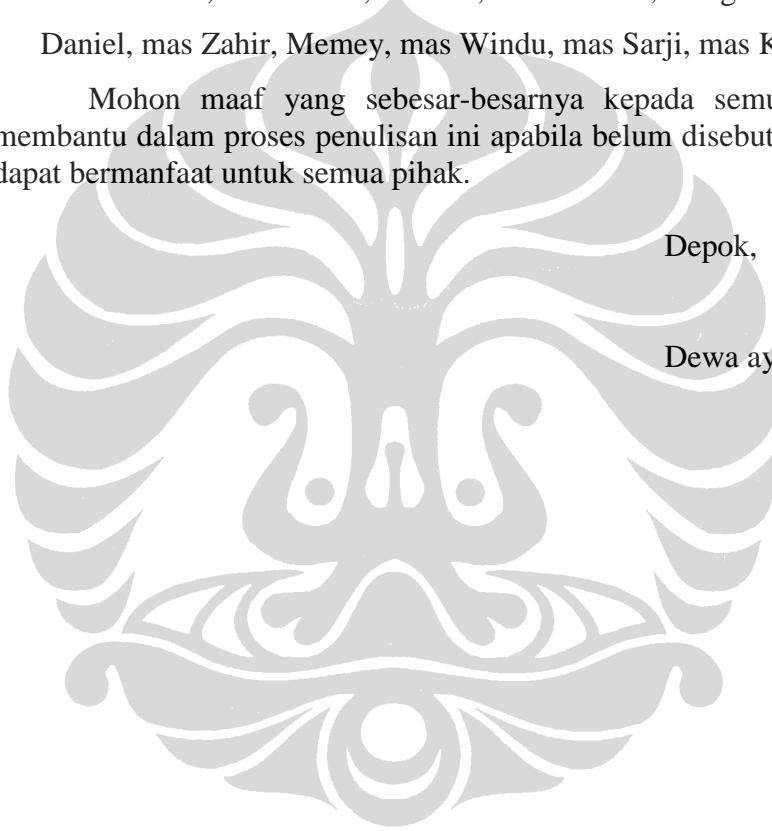 Daniel, mas Zahir, Memey, mas Windu, mas Sarji, mas K
Mohon maaf yang sebesar-besarnya kepada semu
membantu dalam proses penulisan ini apabila belum disebut
dapat bermanfaat untuk semua pihak.
Depok,
Dewa ay